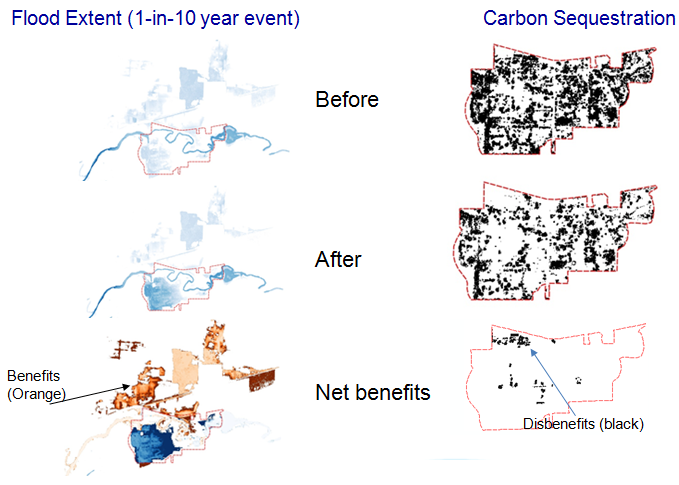 Flood Extent (1-in-10 year event)
Carbon Sequestration
Before
After
Benefits
(Orange)
Net benefits
Disbenefits (black)